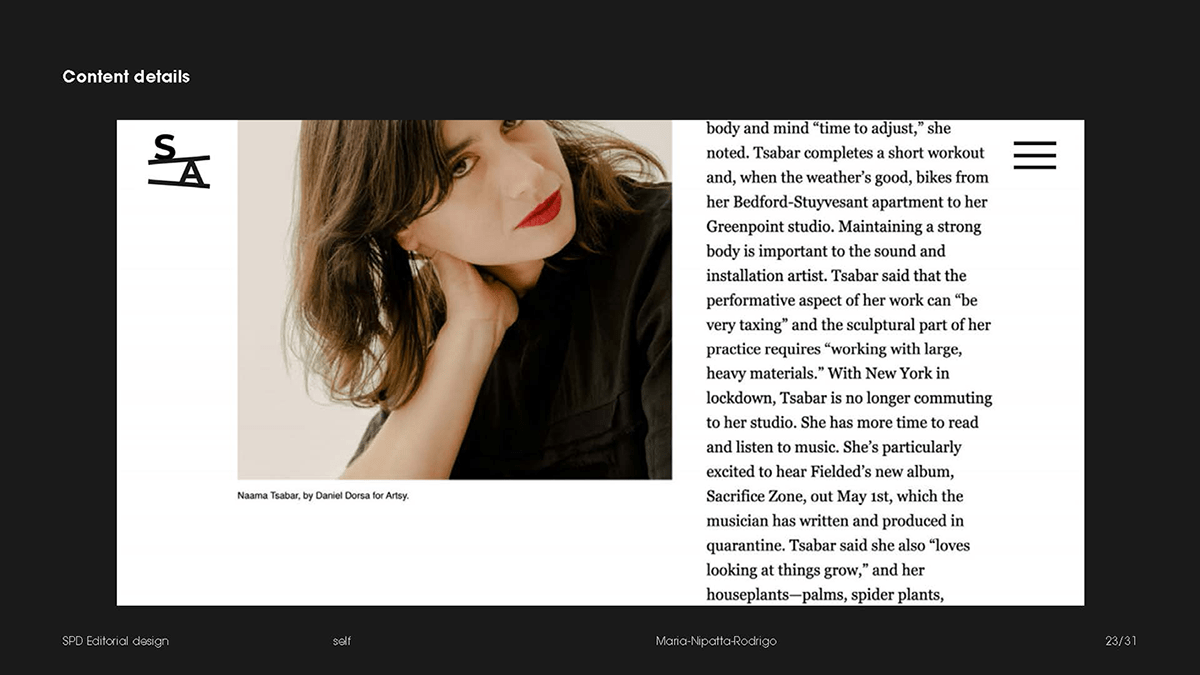 Content details
S
A
body and mind “time to adjust,” she
noted. Tsabar completes a short workout
and, when the weather’s good, bikes from
her Bedford-Stuyvesant apartment to her
Greenpoint studio. Maintaining a strong
body is important to the sound and
installation artist. Tsabar said that the
performative aspect of her work can “be
very taxing” and the sculptural part of her
practice requires “working with large,
heavy materials.” With New York in
lockdown, Tsabar is no longer commuting
to her studio. She has more time to read
and listen to music. She’s particularly
excited to hear Fielded’s new album,
Sacrifice Zone, out May 1st, which the
musician has written and produced in
quarantine. Tsabar said she also “loves
looking at things grow,” and her
houseplants—palms, spider plants,
Naama Tsabar, by Daniel Dorsa for Artsy.
SPD Editorial design
self
Maria-Nipatta-Rodrigo
23/31